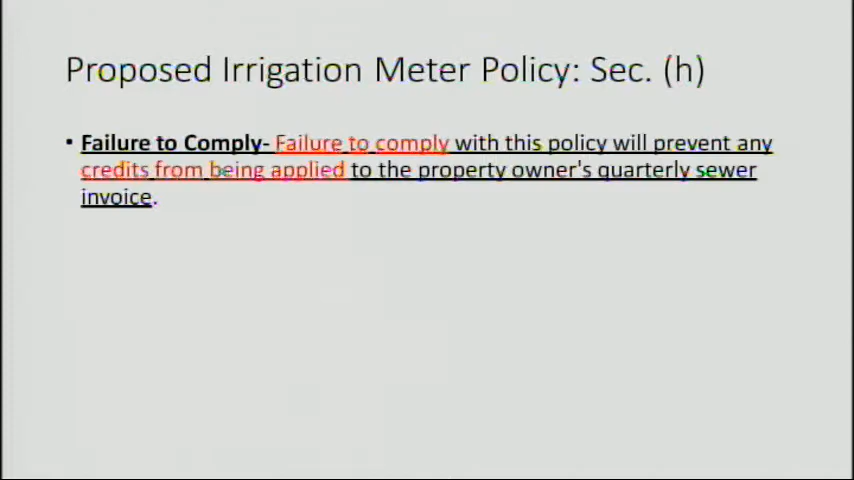 Proposed Irrigation Meter Policy: Sec. (h)
• Failure to Comply- Failure to comply with this policy will prevent any
credits from being applied to the property owner's quarterly sewer
invoice.